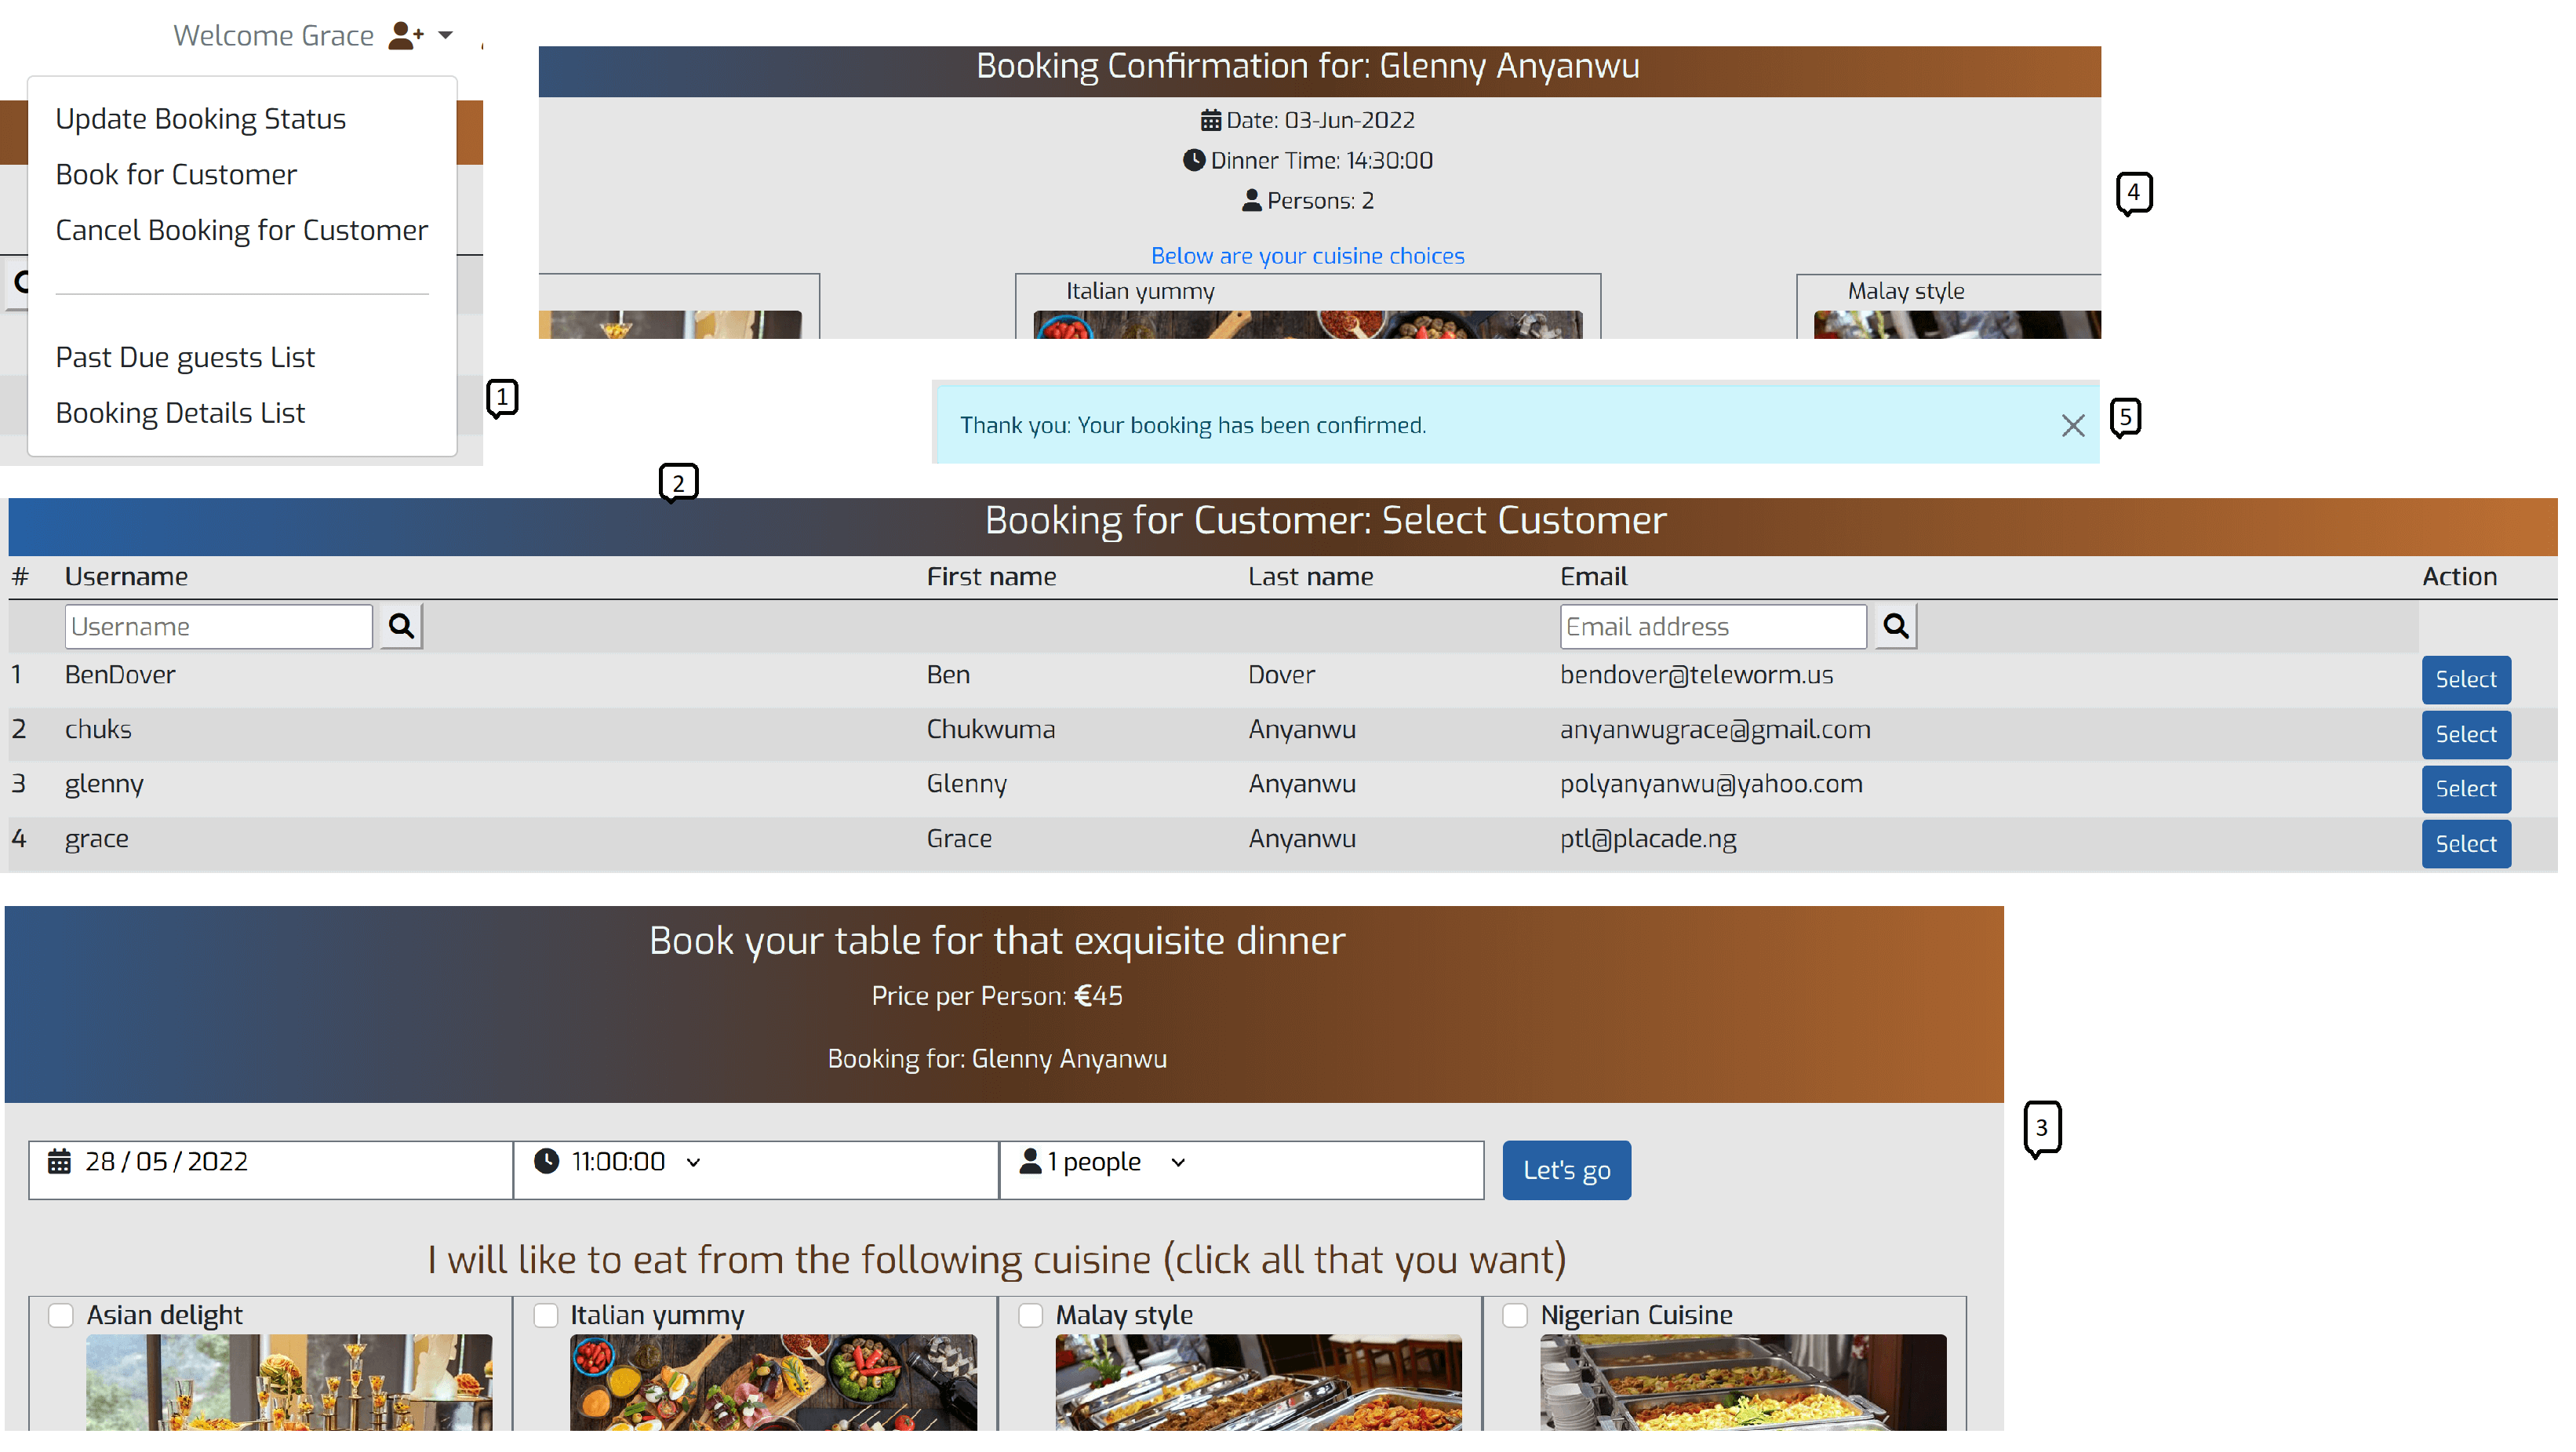 Welcome Grace
Update Booking Status
Book for Customer
Cancel Booking for Customer
Past Due guests List
Booking Details List
1
Booking Confirmation for: Glenny Anyanwu
Date: 03-Jun-2022
Dinner Time: 14:30:00
Persons: 2
Below are your cuisine choices
Italian yummy
Malay style
4
Thank you: Your booking has been confirmed.
5
2
Booking for Customer: Select Customer
# Username First name Last name Email Action
Username Email address
1 BenDover Ben Dover bendover@teleworm.us Select
2 chuks Chukwuma Anyanwu anyanwugrace@gmail.com Select
3 glenny Glenny Anyanwu polyanyanwu@yahoo.com Select
4 grace Grace Anyanwu ptl@placade.ng Select
Book your table for that exquisite dinner
Price per Person: €45
Booking for: Glenny Anyanwu
3
28 / 05 / 2022 11:00:00 1 people Let's go
I will like to eat from the following cuisine (click all that you want)
Asian delight Italian yummy Malay style Nigerian Cuisine